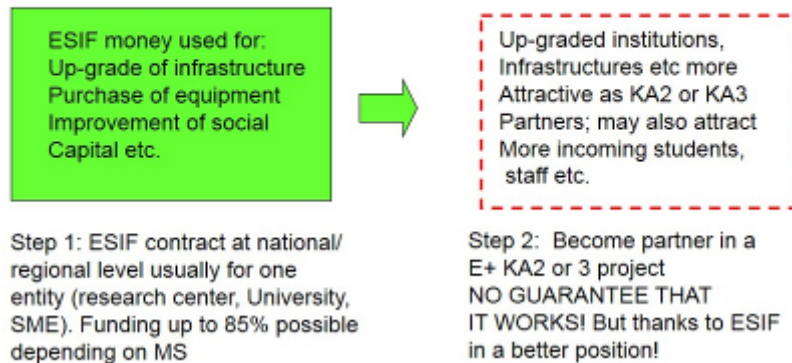 ESIF money used for:
Up-grade of infrastructure
Purchase of equipment
Improvement of social
Capital etc.
Up-graded institutions,
Infrastructures etc more
Attractive as KA2 or KA3
Partners; may also attract
More incoming students,
staff etc.
Step 1: ESIF contract at national/
regional level usually for one
entity (research center, University,
SME). Funding up to 85% possible
depending on MS
Step 2: Become partner in a
E+ KA2 or 3 project
NO GUARANTEE THAT
IT WORKS! But thanks to ESIF
in a better position!